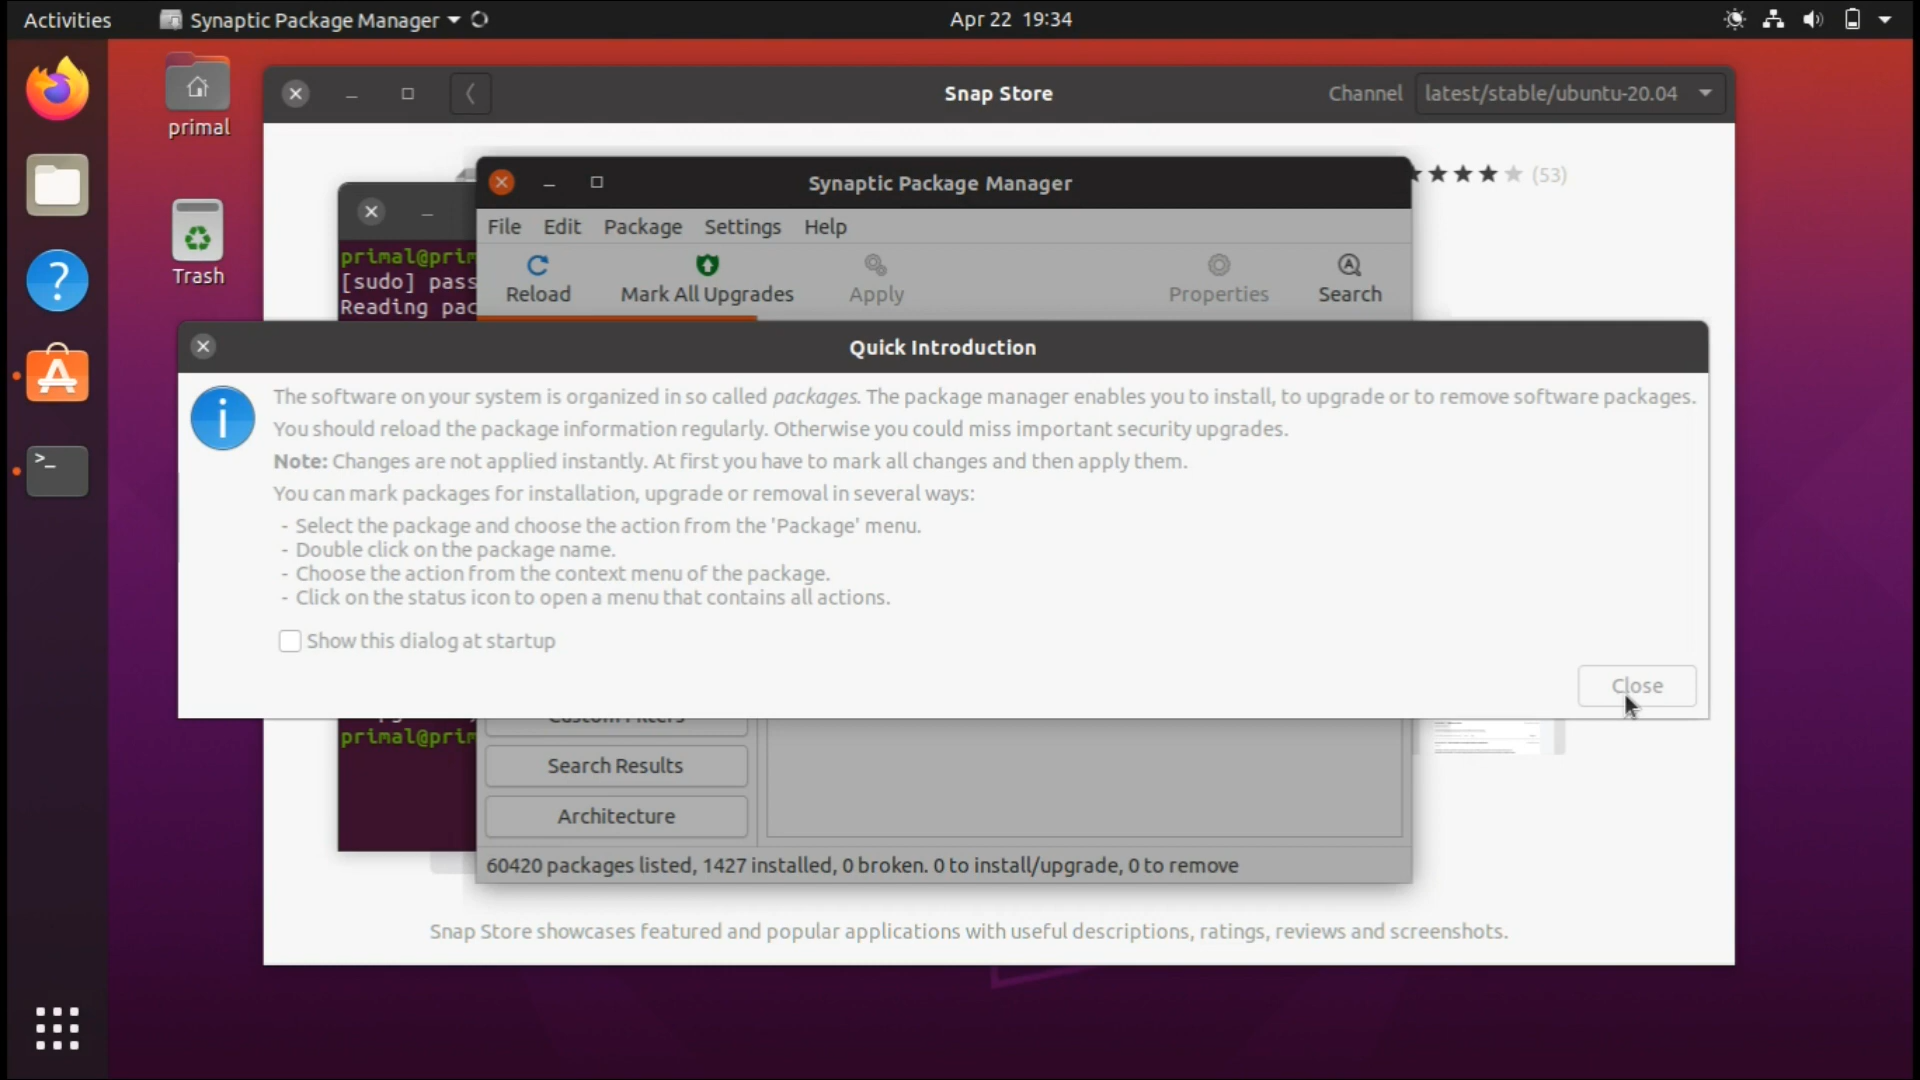 Activities
Synaptic Package Manager
Apr 22 19:34
primal
Trash
Snap Store
Channel
latest/stable/ubuntu-20.04
(53)
Synaptic Package Manager
File Edit Package Settings Help
primal@prim
[sudo] pass
Reading pac
Reload
Mark All Upgrades
Apply
Properties
Search
Quick Introduction
The software on your system is organized in so called packages. The package manager enables you to install, to upgrade or to remove software packages.
You should reload the package information regularly. Otherwise you could miss important security upgrades.
Note: Changes are not applied instantly. At first you have to mark all changes and then apply them.
You can mark packages for installation, upgrade or removal in several ways:
- Select the package and choose the action from the 'Package' menu.
- Double click on the package name.
- Choose the action from the context menu of the package.
- Click on the status icon to open a menu that contains all actions.
Show this dialog at startup
Close
Custom Filters
primal@prim
Search Results
Architecture
60420 packages listed, 1427 installed, 0 broken. 0 to install/upgrade, 0 to remove
Snap Store showcases featured and popular applications with useful descriptions, ratings, reviews and screenshots.